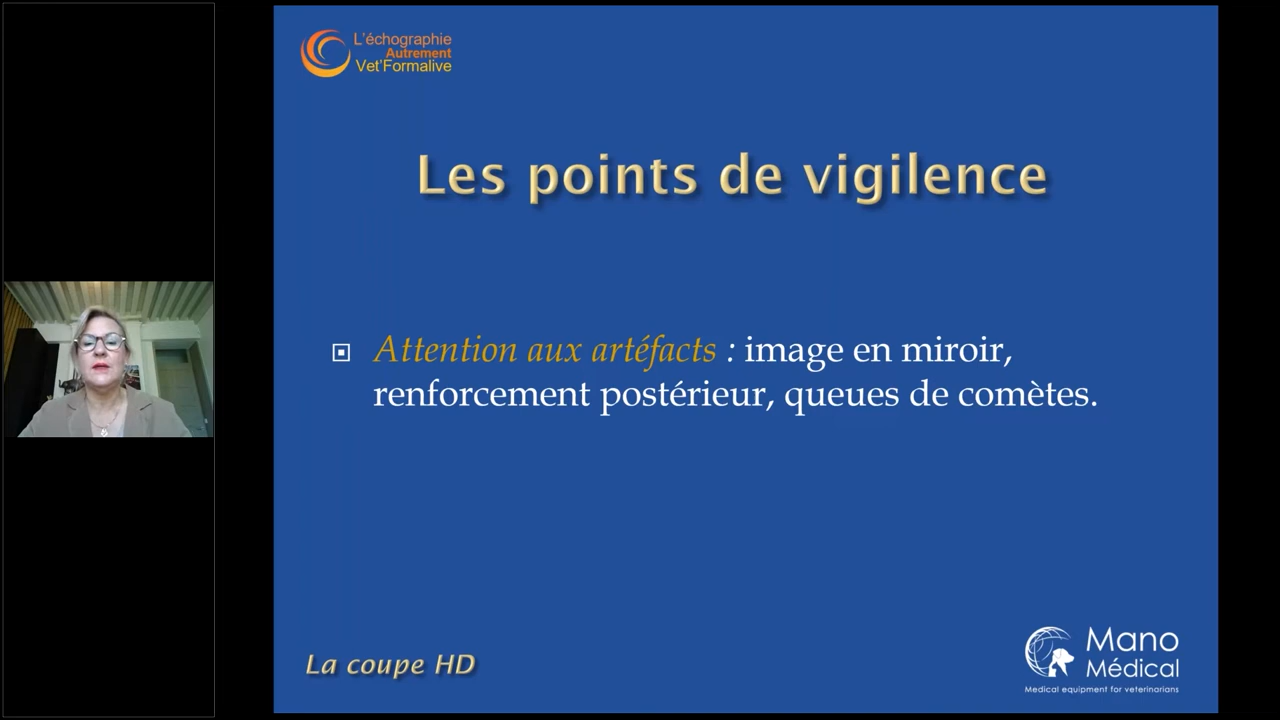 L'échographie
Autrement
Vet'Formalive
Les points de vigilence
Attention aux artéfacts : image en miroir,
renforcement postérieur, queues de comètes.
La coupe HD
Mano
Médical
Medical equipment for veterinarians